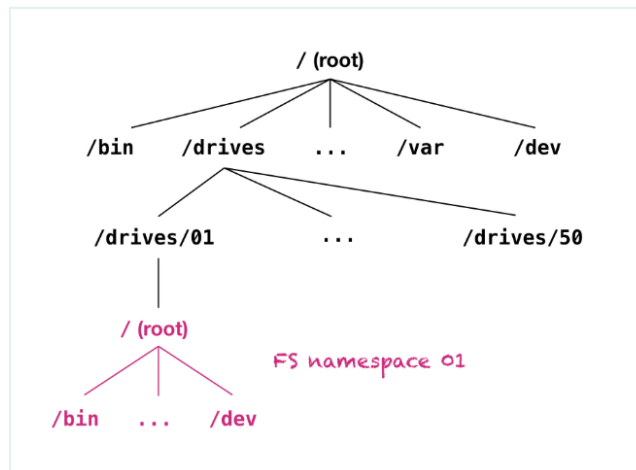 / (root)
/bin /drives ... /var /dev
/drives/01 ... /drives/50
/ (root)
FS namespace 01
/bin ... /dev